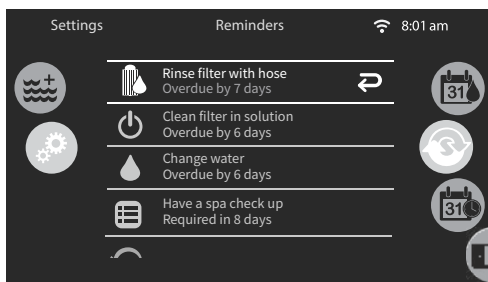 Settings
Reminders
8:01 am
Rinse filter with hose
Overdue by 7 days
31
Clean filter in solution
Overdue by 6 days
Change water
Overdue by 6 days
Have a spa check up
Required in 8 days
31